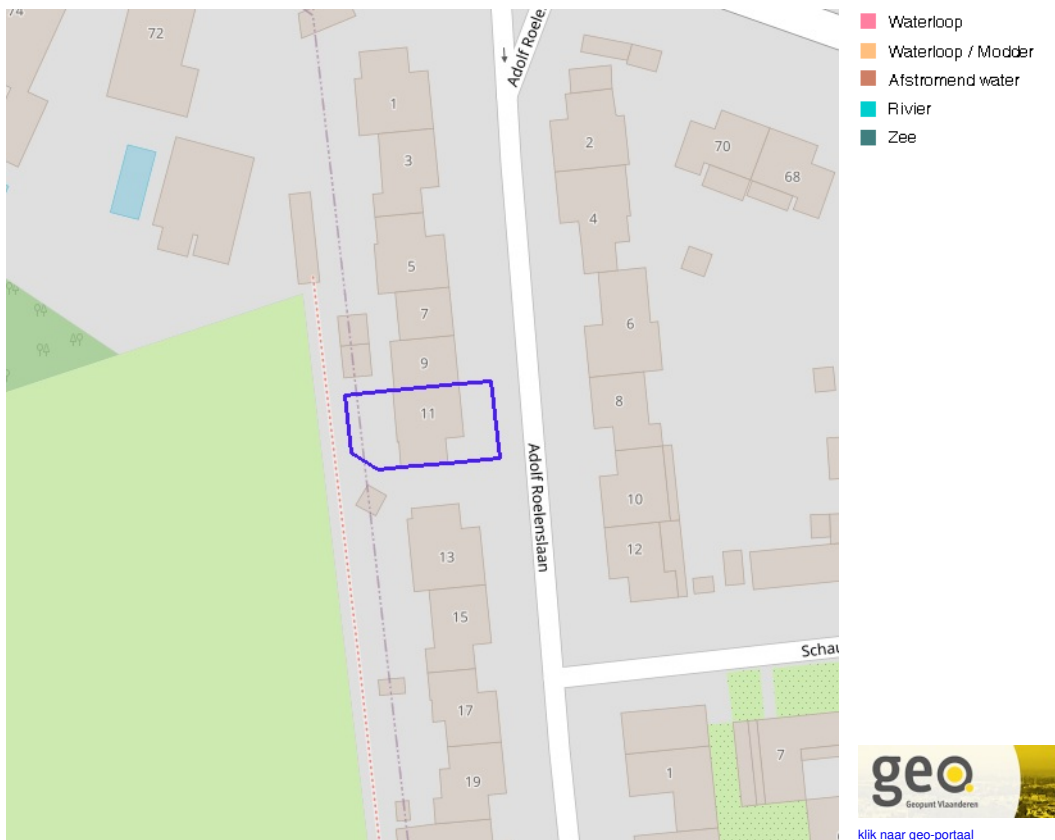 74
72
1
3
5
7
9
11
13
15
17
19
Adolf Roele
Adolf Roelenslaan
2
4
6
8
10
12
70
68
Schau
1
7
Waterloop
Waterloop / Modder
Afstromend water
Rivier
Zee
geo
Geopunt Vlaanderen
klik naar geo-portaal